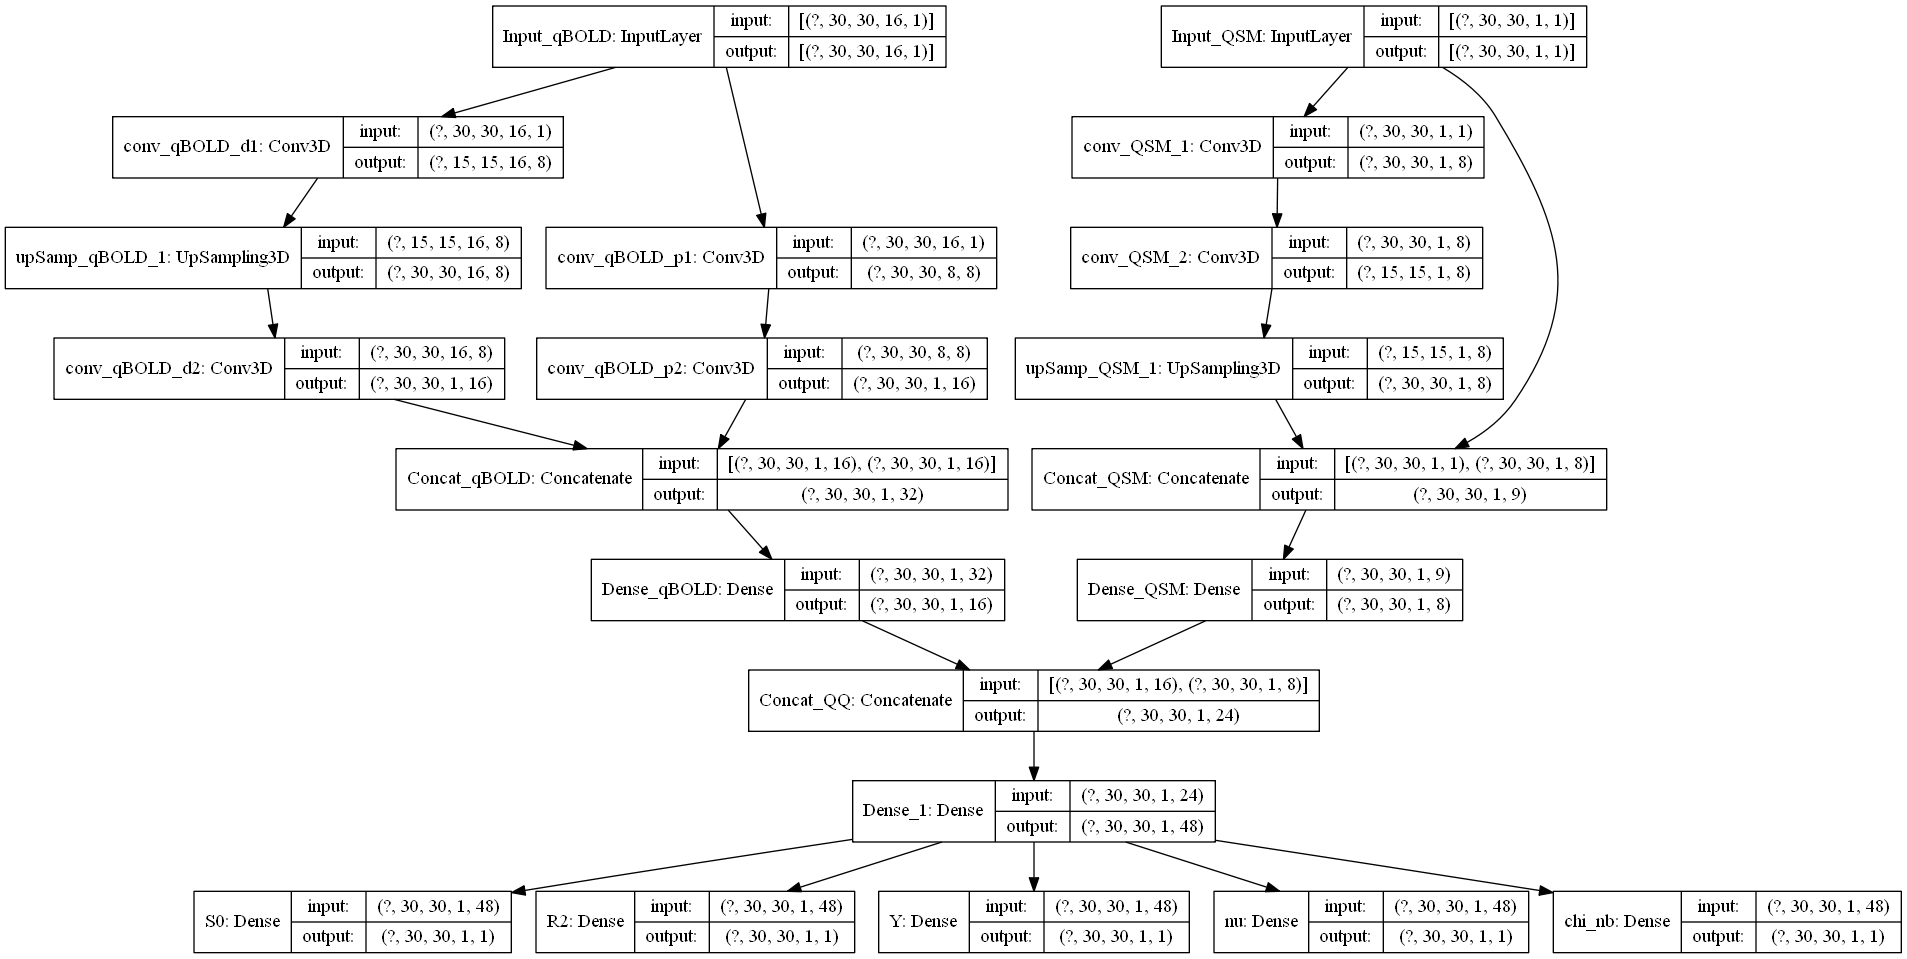 Input_qBOLD: InputLayer
input: [(?, 30, 30, 16, 1)]
output: [(?, 30, 30, 16, 1)]
Input_QSM: InputLayer
input: [(?, 30, 30, 1, 1)]
output: [(?, 30, 30, 1, 1)]
conv_qBOLD_d1: Conv3D
input: (?, 30, 30, 16, 1)
output: (?, 15, 15, 16, 8)
conv_QSM_1: Conv3D
input: (?, 30, 30, 1, 1)
output: (?, 30, 30, 1, 8)
upSamp_qBOLD_1: UpSampling3D
input: (?, 15, 15, 16, 8)
output: (?, 30, 30, 16, 8)
conv_qBOLD_p1: Conv3D
input: (?, 30, 30, 16, 1)
output: (?, 30, 30, 8, 8)
conv_QSM_2: Conv3D
input: (?, 30, 30, 1, 8)
output: (?, 15, 15, 1, 8)
conv_qBOLD_d2: Conv3D
input: (?, 30, 30, 16, 8)
output: (?, 30, 30, 1, 16)
conv_qBOLD_p2: Conv3D
input: (?, 30, 30, 8, 8)
output: (?, 30, 30, 1, 16)
upSamp_QSM_1: UpSampling3D
input: (?, 15, 15, 1, 8)
output: (?, 30, 30, 1, 8)
Concat_qBOLD: Concatenate
input: [(?, 30, 30, 1, 16), (?, 30, 30, 1, 16)]
output: (?, 30, 30, 1, 32)
Concat_QSM: Concatenate
input: [(?, 30, 30, 1, 1), (?, 30, 30, 1, 8)]
output: (?, 30, 30, 1, 9)
Dense_qBOLD: Dense
input: (?, 30, 30, 1, 32)
output: (?, 30, 30, 1, 16)
Dense_QSM: Dense
input: (?, 30, 30, 1, 9)
output: (?, 30, 30, 1, 8)
Concat_QQ: Concatenate
input: [(?, 30, 30, 1, 16), (?, 30, 30, 1, 8)]
output: (?, 30, 30, 1, 24)
Dense_1: Dense
input: (?, 30, 30, 1, 24)
output: (?, 30, 30, 1, 48)
S0: Dense
input: (?, 30, 30, 1, 48)
output: (?, 30, 30, 1, 1)
R2: Dense
input: (?, 30, 30, 1, 48)
output: (?, 30, 30, 1, 1)
Y: Dense
input: (?, 30, 30, 1, 48)
output: (?, 30, 30, 1, 1)
nu: Dense
input: (?, 30, 30, 1, 48)
output: (?, 30, 30, 1, 1)
chi_nb: Dense
input: (?, 30, 30, 1, 48)
output: (?, 30, 30, 1, 1)